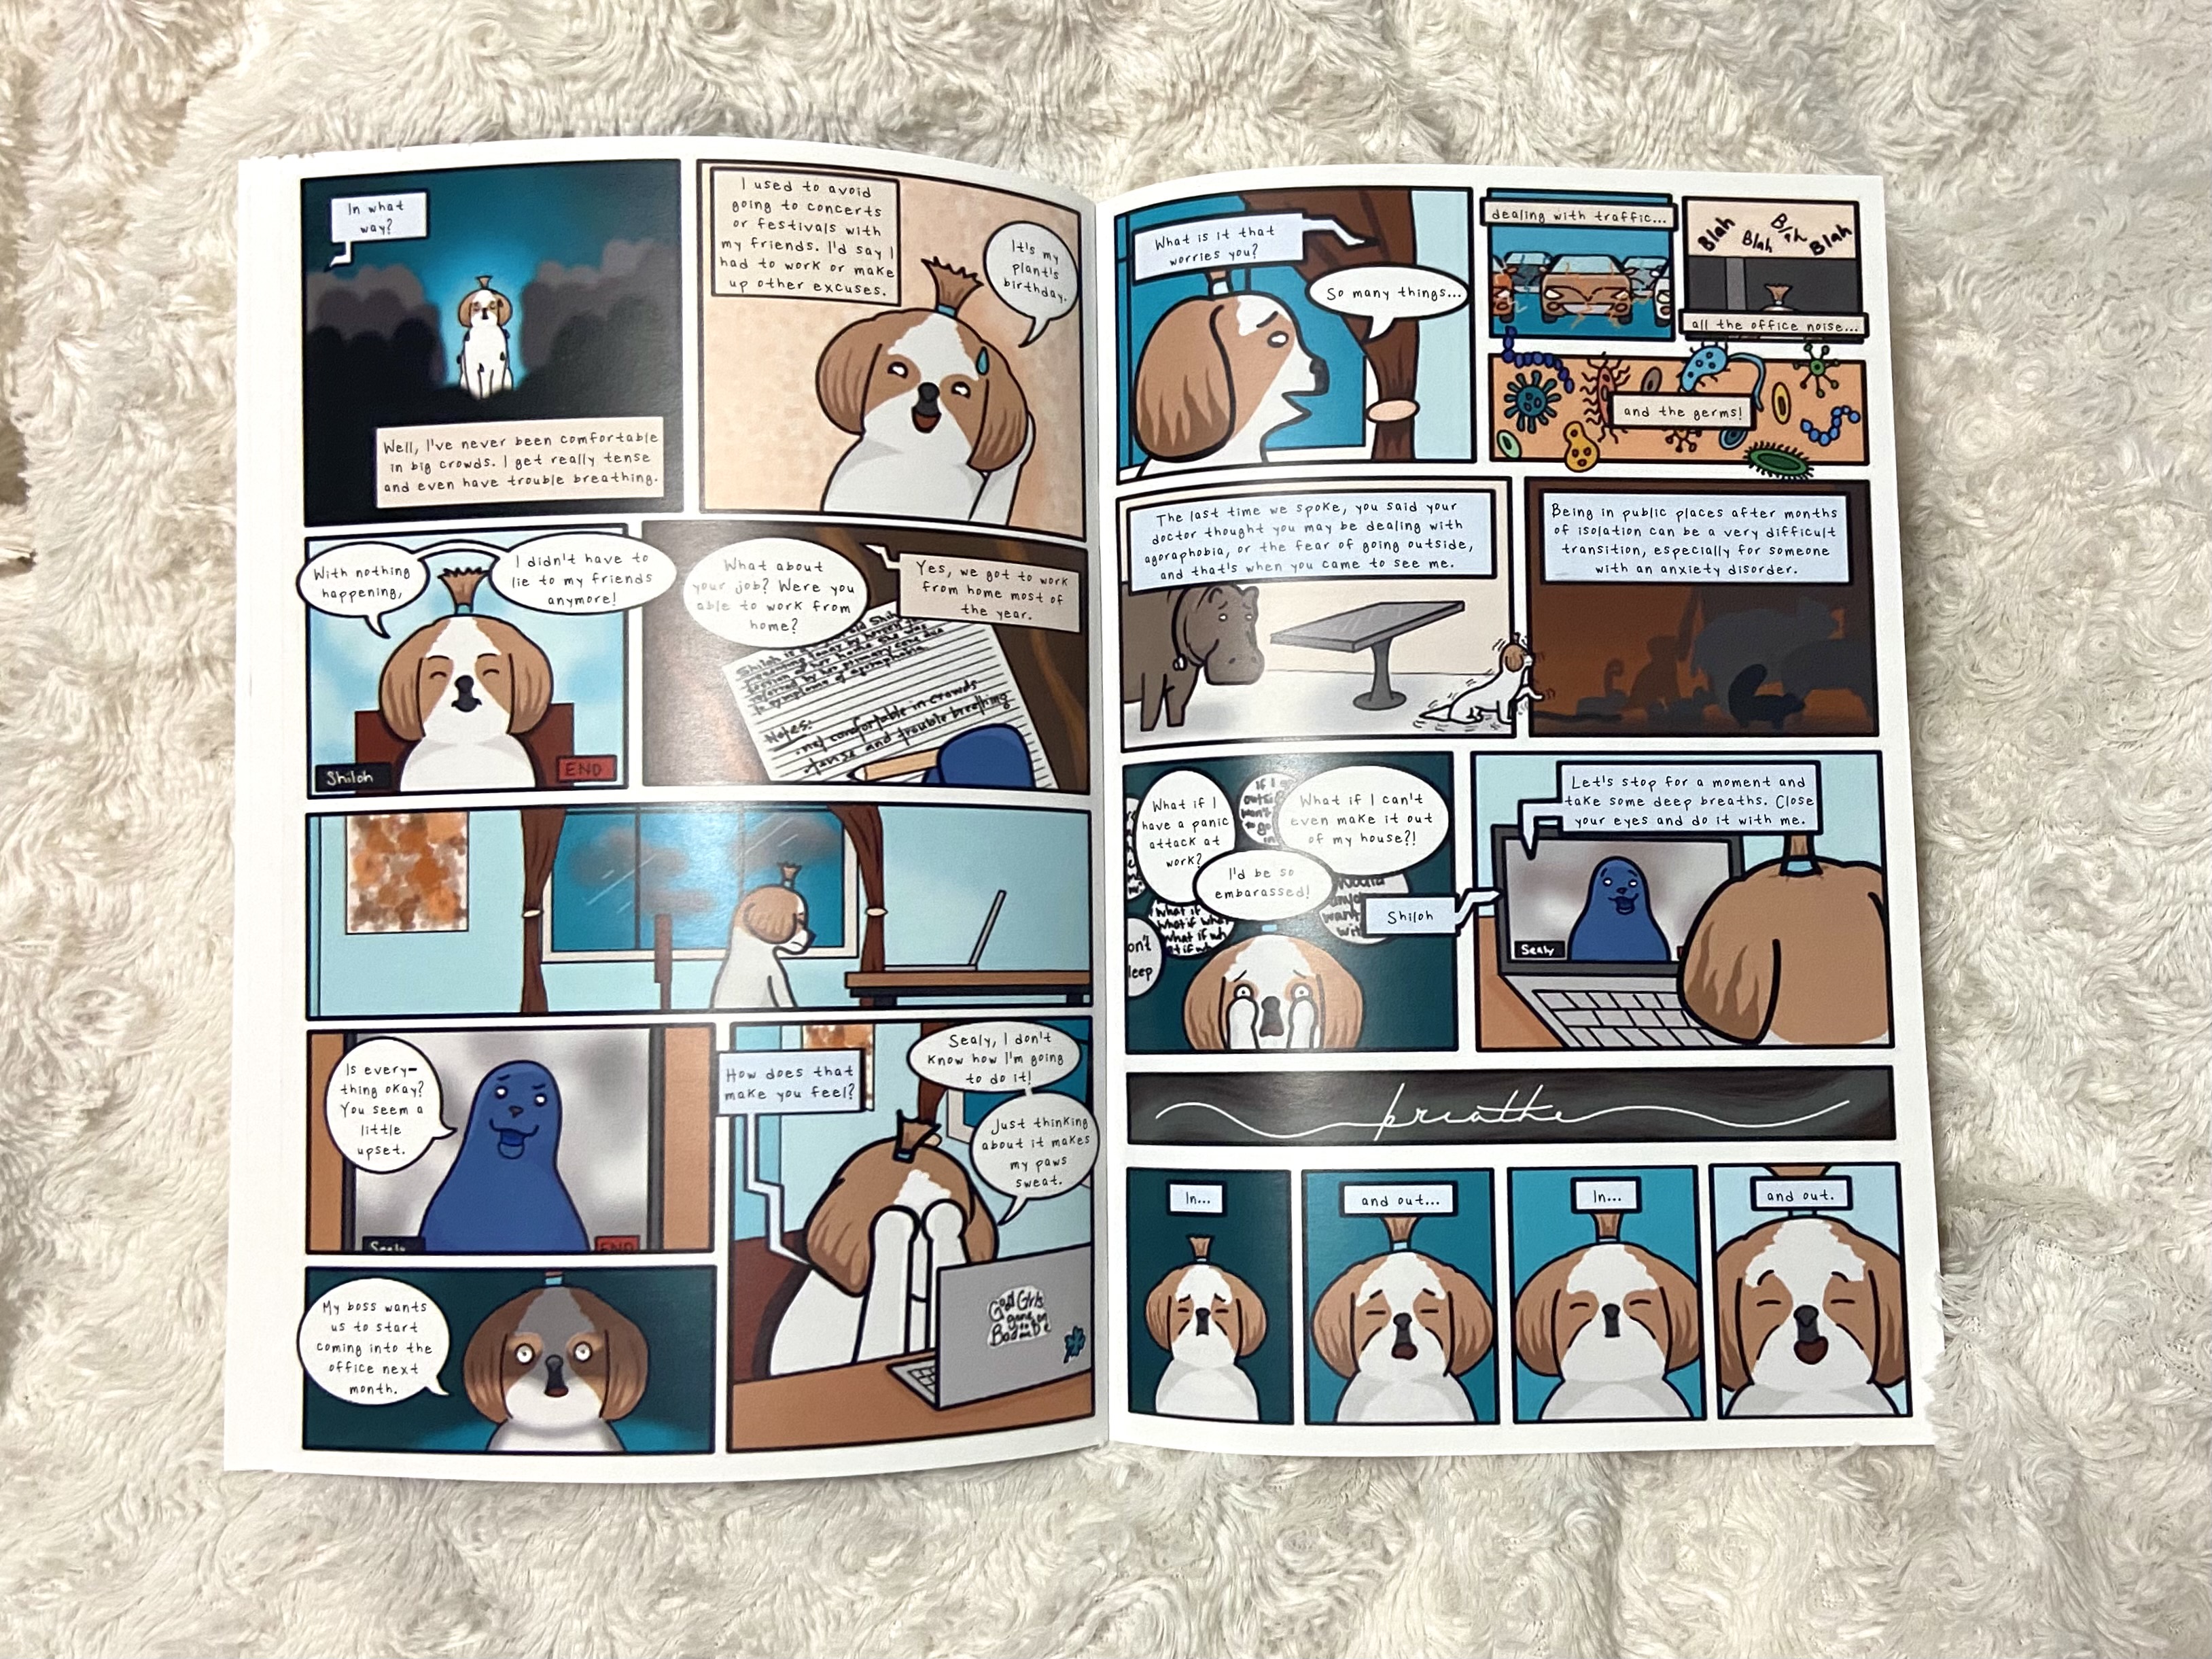 In what
way?
Well, I've never been comfortable
in big crowds. I get really tense
and even have trouble breathing.
I used to avoid
going to concerts
or festivals with
my friends. I'd say I
had to work or make
up other excuses.
It's my
plant's
birthday.
With nothing
happening,
I didn't have to
lie to my friends
anymore!
Shiloh
END
What about
your job? Were you
able to work from
home?
Yes, we got to work
from home most of
the year.
Notes:
- not comfortable in crowds
- tense and trouble breathing
Is every-
thing okay?
You seem a
little
upset.
Sealy
END
My boss wants
us to start
coming into the
office next
month.
How does that
make you feel?
Sealy, I don't
know how I'm going
to do it!
Just thinking
about it makes
my paws
sweat.
What is it that
worries you?
So many things...
dealing with traffic...
Blah
Blah
Blah
Blah
all the office noise...
and the germs!
The last time we spoke, you said your
doctor thought you may be dealing with
agoraphobia, or the fear of going outside,
and that's when you came to see me.
Being in public places after months
of isolation can be a very difficult
transition, especially for someone
with an anxiety disorder.
What if I
have a panic
attack at
work?
What if I can't
even make it out
of my house?!
I'd be so
embarassed!
Shiloh
Let's stop for a moment and
take some deep breaths. Close
your eyes and do it with me.
Sealy
breathe
In...
and out...
In...
and out.